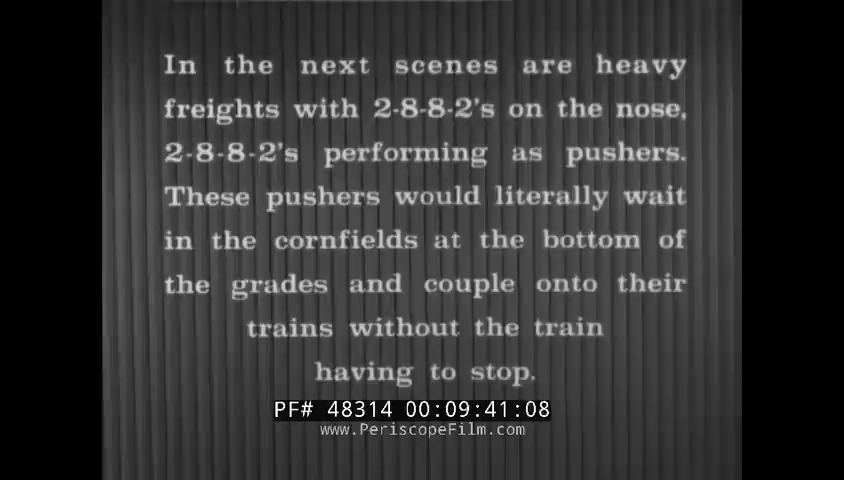 In the next scenes are heavy
freights with 2-8-8-2's on the nose,
2-8-8-2's performing as pushers.
These pushers would literally wait
in the cornfields at the bottom of
the grades and couple onto their
trains without the train
having to stop.
PF# 48314 00:09:41:08
www.PeriscopeFilm.com